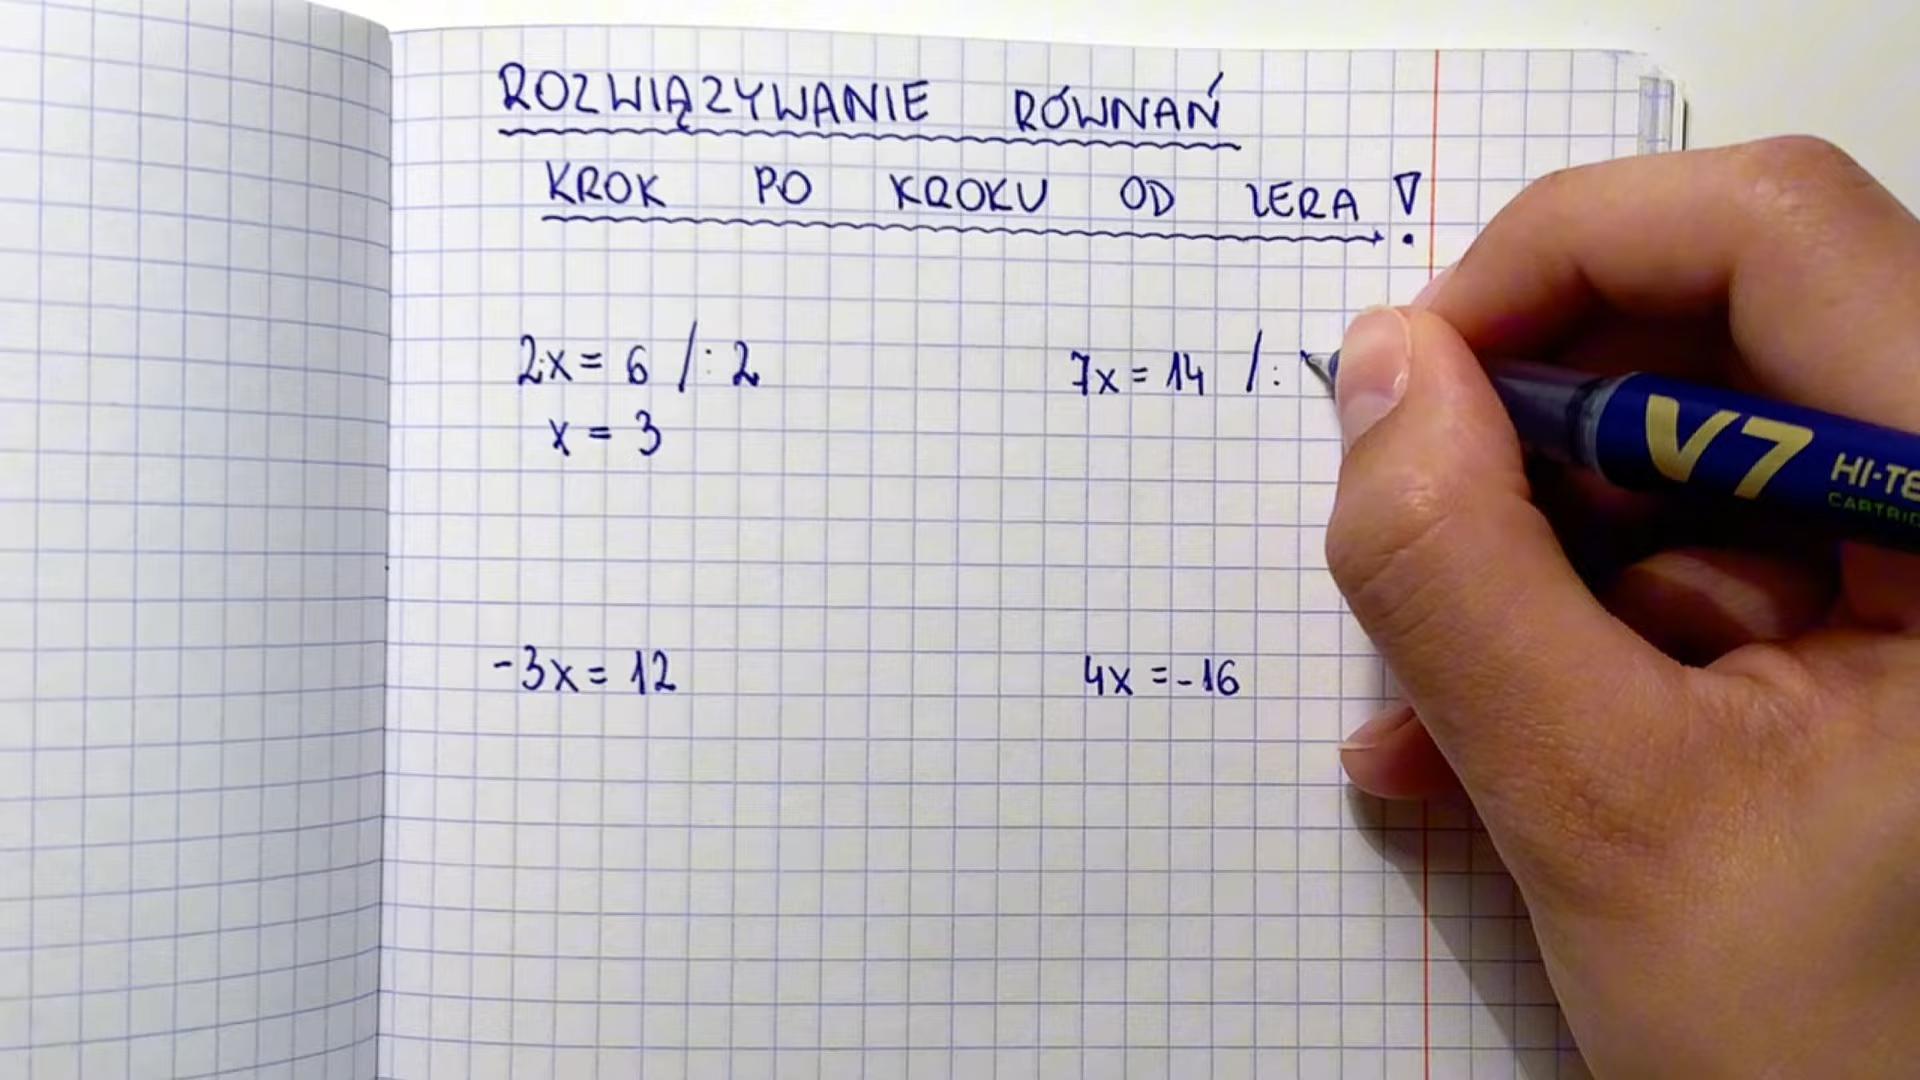 ROZWIĄZYWANIE RÓWNAŃ
KROK PO KROKU OD ZERA!
2x = 6 /: 2
x = 3
7x = 14 /:
-3x = 12
4x = -16
V7
HI-TE
CARTRID